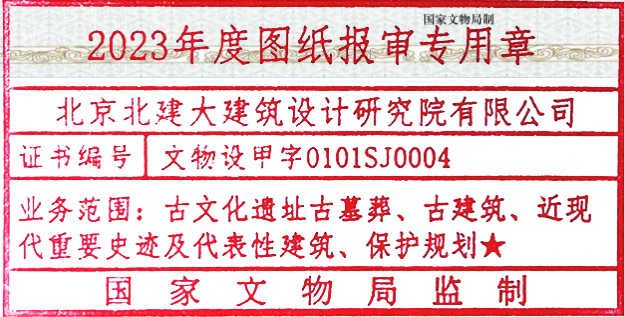 国家文物局制
2023年度图纸报审专用章
北京北建大建筑设计研究院有限公司
证书编号 文物设甲字0101SJ0004
业务范围：古文化遗址古墓葬、古建筑、近现
代重要史迹及代表性建筑、保护规划★
国家文物局监制